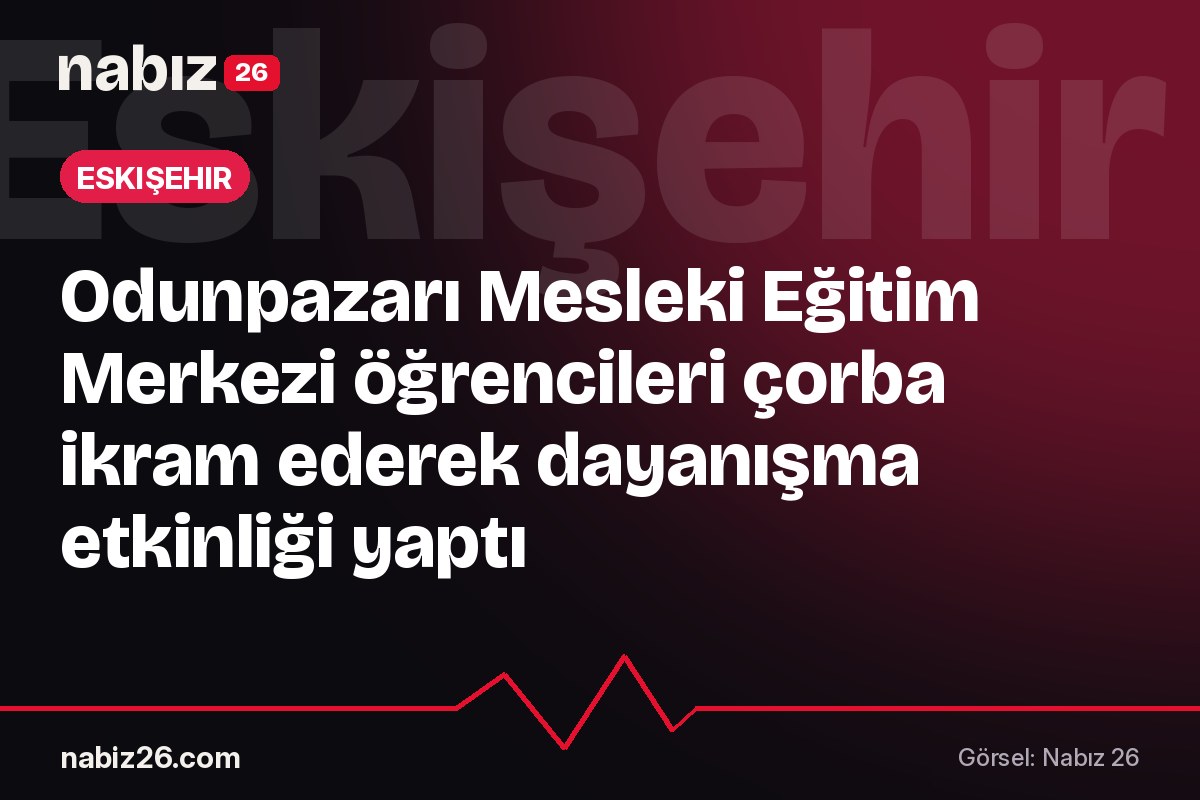 Eskişehir
nabız 26
ESKIŞEHIR
Odunpazarı Mesleki Eğitim
Merkezi öğrencileri çorba
ikram ederek dayanışma
etkinliği yaptı
nabiz26.com
Görsel: Nabız 26